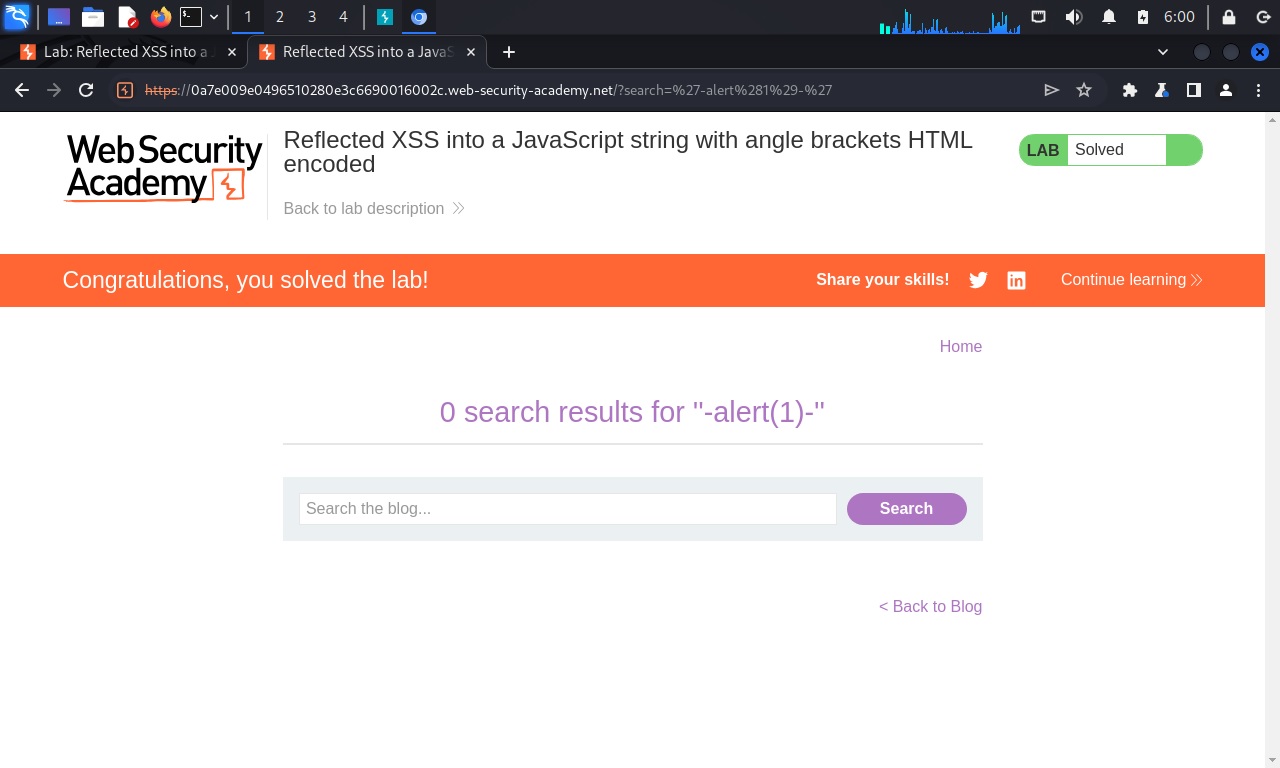 1 2 3 4 6:00
Lab: Reflected XSS into a J
Reflected XSS into a JavaS
https://0a7e009e0496510280e3c6690016002c.web-security-academy.net/?search=%27-alert%281%29-%27
Web Security
Academy
Reflected XSS into a JavaScript string with angle brackets HTML
encoded
Back to lab description
LAB Solved
Congratulations, you solved the lab!
Share your skills!
Continue learning
Home
0 search results for ''-alert(1)-''
Search the blog...
Search
< Back to Blog